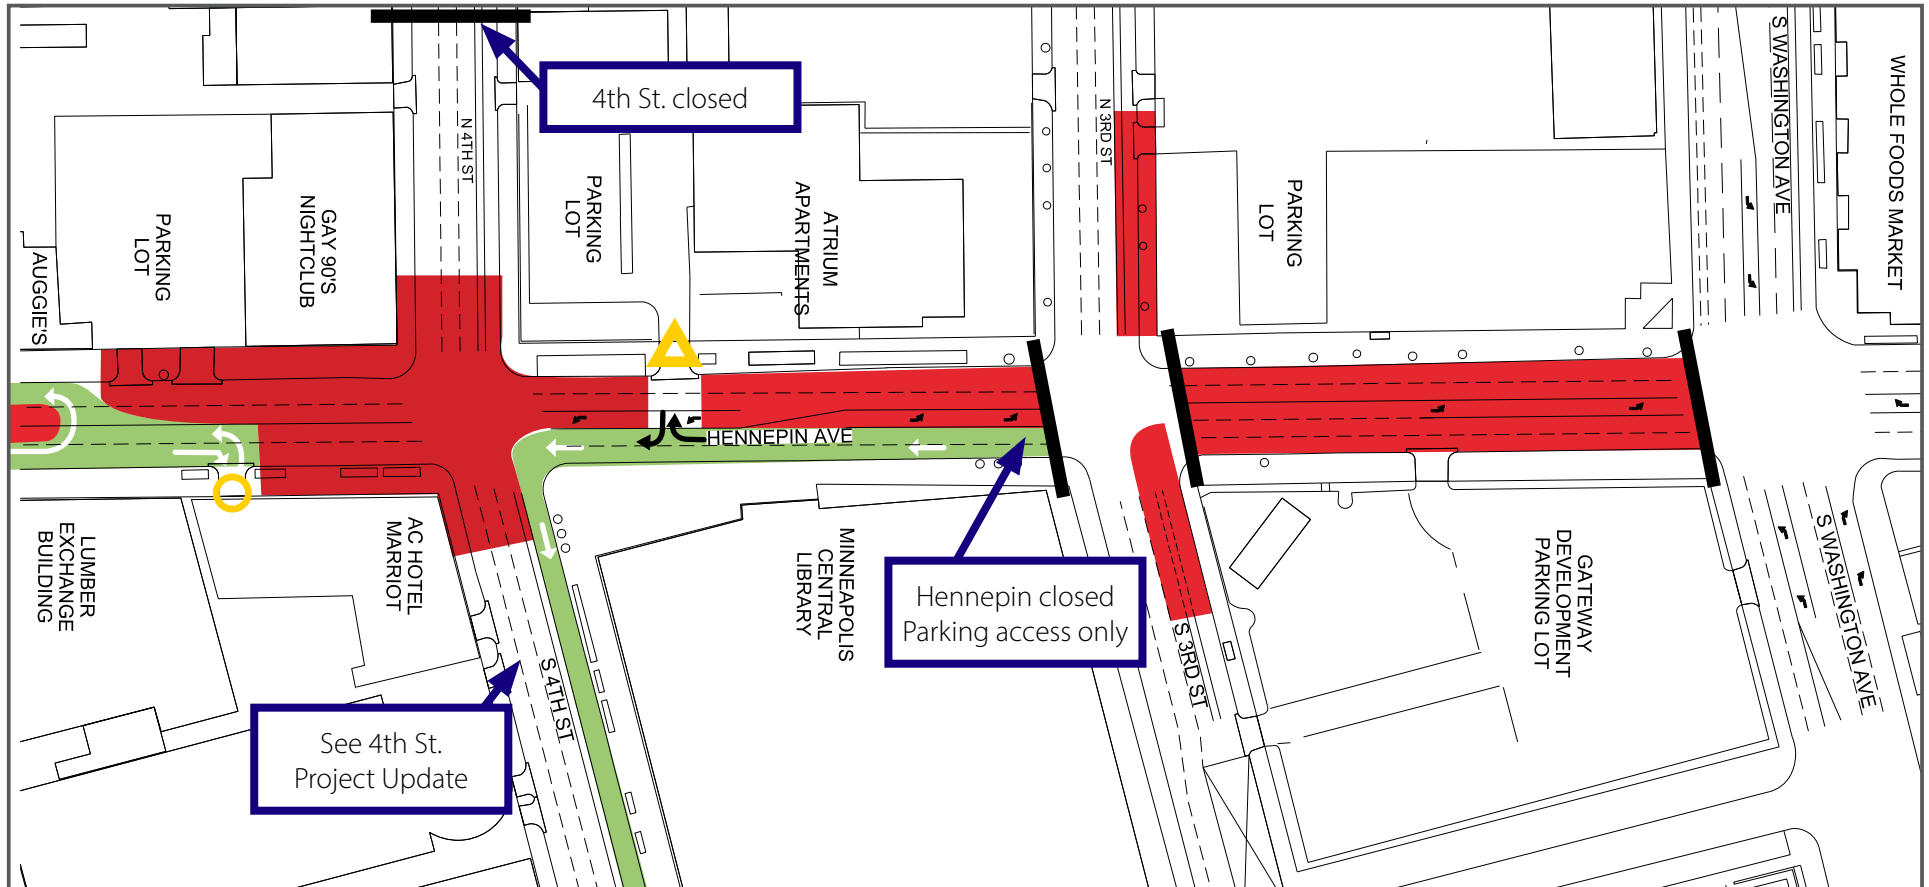 4th St. closed
N 4TH ST
N 3RD ST
S WASHINGTON AVE
WHOLE FOODS MARKET
AUGGIE'S
PARKING
LOT
GAY 90'S
NIGHTCLUB
PARKING
LOT
ATRIUM
APARTMENTS
PARKING
LOT
HENNEPIN AVE
LUMBER
EXCHANGE
BUILDING
AC HOTEL
MARRIOT
MINNEAPOLIS
CENTRAL
LIBRARY
Hennepin closed
Parking access only
GATEWAY
DEVELOPMENT
PARKING LOT
S WASHINGTON AVE
S 3RD ST
S 4TH ST
See 4th St.
Project Update